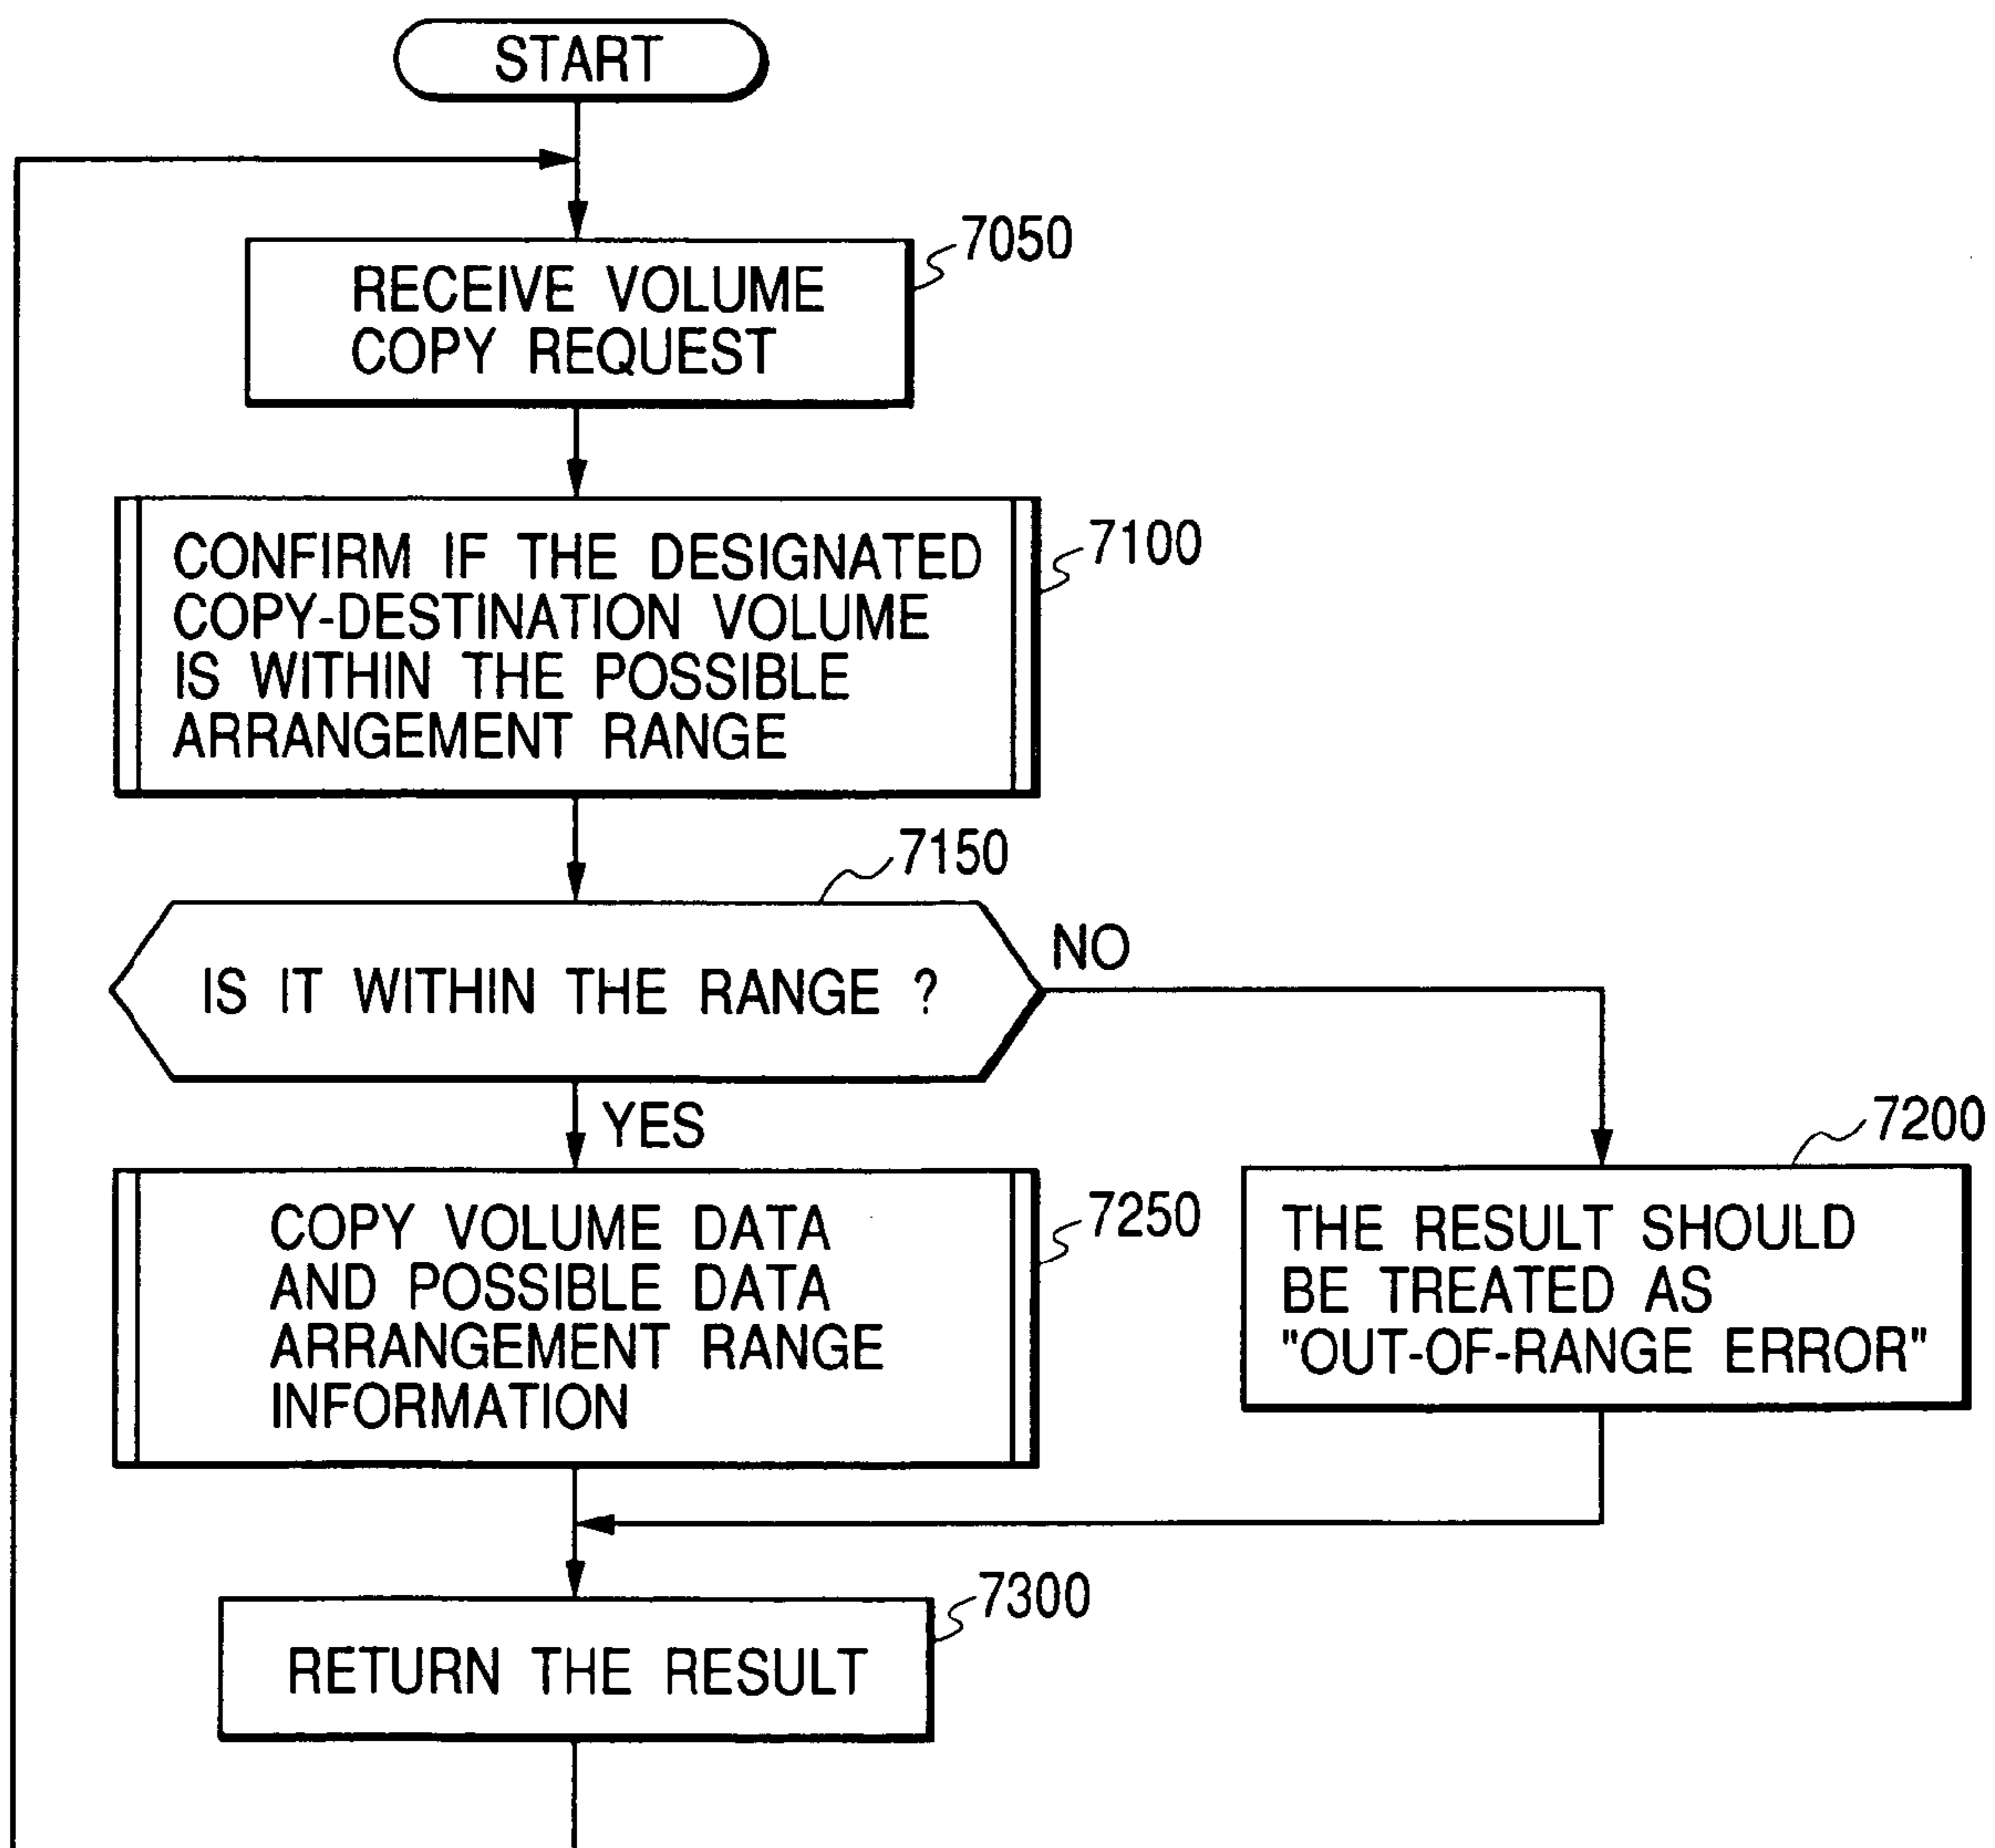 START
7050
RECEIVE VOLUME
COPY REQUEST
7100
CONFIRM IF THE DESIGNATED
COPY-DESTINATION VOLUME
IS WITHIN THE POSSIBLE
ARRANGEMENT RANGE
7150
IS IT WITHIN THE RANGE ?
NO
YES
7200
THE RESULT SHOULD
BE TREATED AS
"OUT-OF-RANGE ERROR"
7250
COPY VOLUME DATA
AND POSSIBLE DATA
ARRANGEMENT RANGE
INFORMATION
7300
RETURN THE RESULT